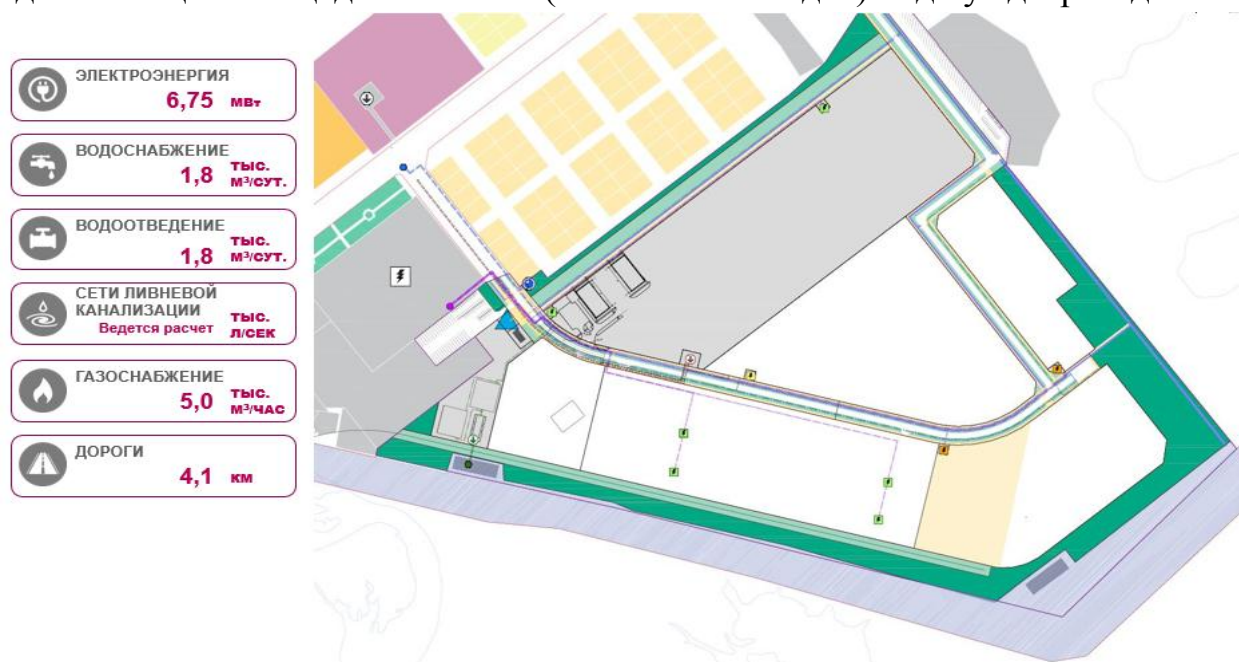 ЭЛЕКТРОЭНЕРГИЯ
6,75 МВт
ВОДОСНАБЖЕНИЕ
1,8 ТЫС. М³/СУТ.
ВОДООТВЕДЕНИЕ
1,8 ТЫС. М³/СУТ.
СЕТИ ЛИВНЕВОЙ
КАНАЛИЗАЦИИ
Ведется расчет ТЫС. Л/СЕК
ГАЗОСНАБЖЕНИЕ
5,0 ТЫС. М³/ЧАС
ДОРОГИ
4,1 КМ